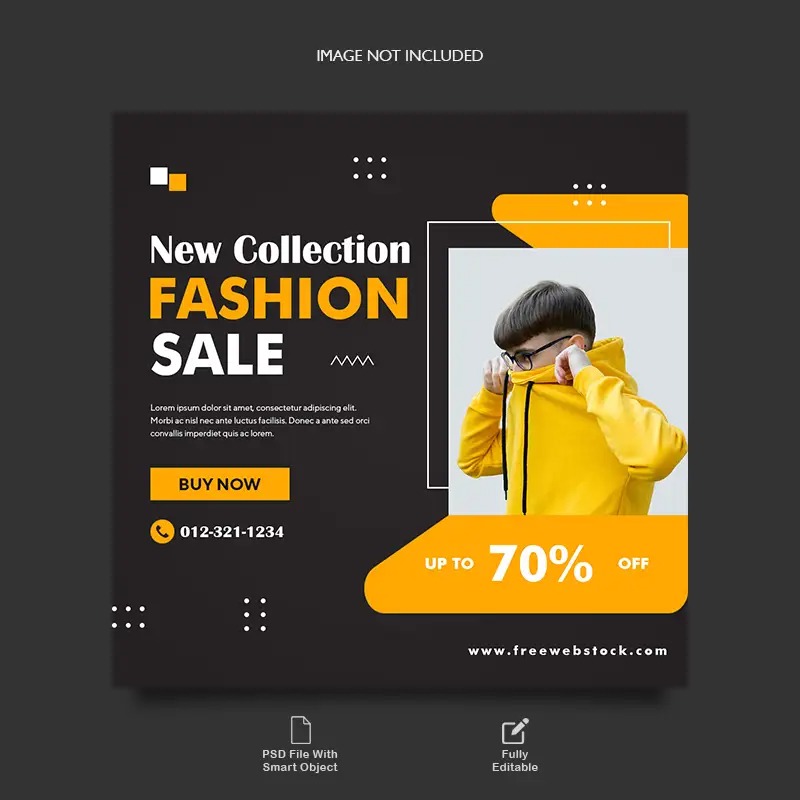 IMAGE NOT INCLUDED
New Collection
FASHION
SALE
Lorem ipsum dolor sit amet, consectetur adipiscing elit.
Morbi ac nisl nec ante luctus facilisis. Donec a ante sed orci
convallis imperdiet quis ac lorem.
BUY NOW
012-321-1234
UP TO 70% OFF
www.freewebstock.com
PSD File With
Smart Object
Fully
Editable